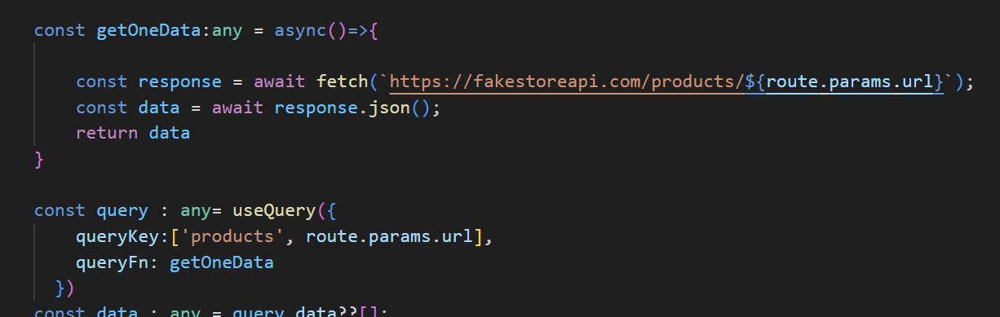 const getOneData:any = async()=>{
const response = await fetch(`https://fakestoreapi.com/products/${route.params.url}`);
const data = await response.json();
return data
}
const query : any= useQuery({
queryKey:['products', route.params.url],
queryFn: getOneData
})
const data : any = query data??[];